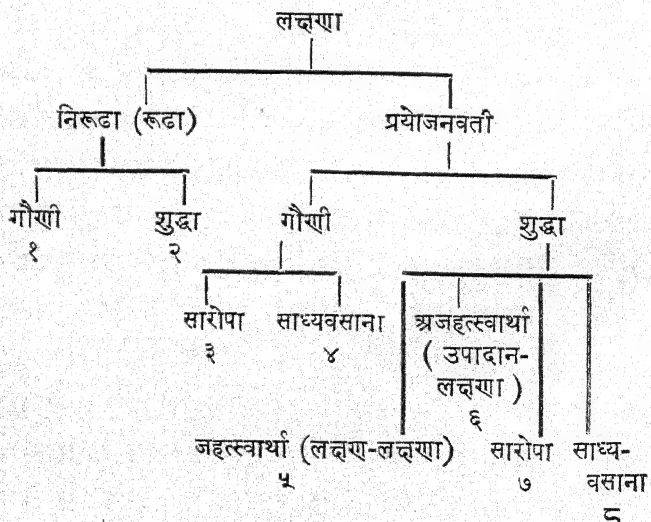 लक्षणा
निरूढा (रूढा) प्रयोजनवती
गौणी शुद्धा गौणी शुद्धा
१ २
सारोपा साध्यवसाना अजहत्स्वार्था
३ ४ ( उपादान-
लक्षणा )
६
जहत्स्वार्था (लक्षण-लक्षणा) सारोपा साध्य-
५ ७ वसाना
८